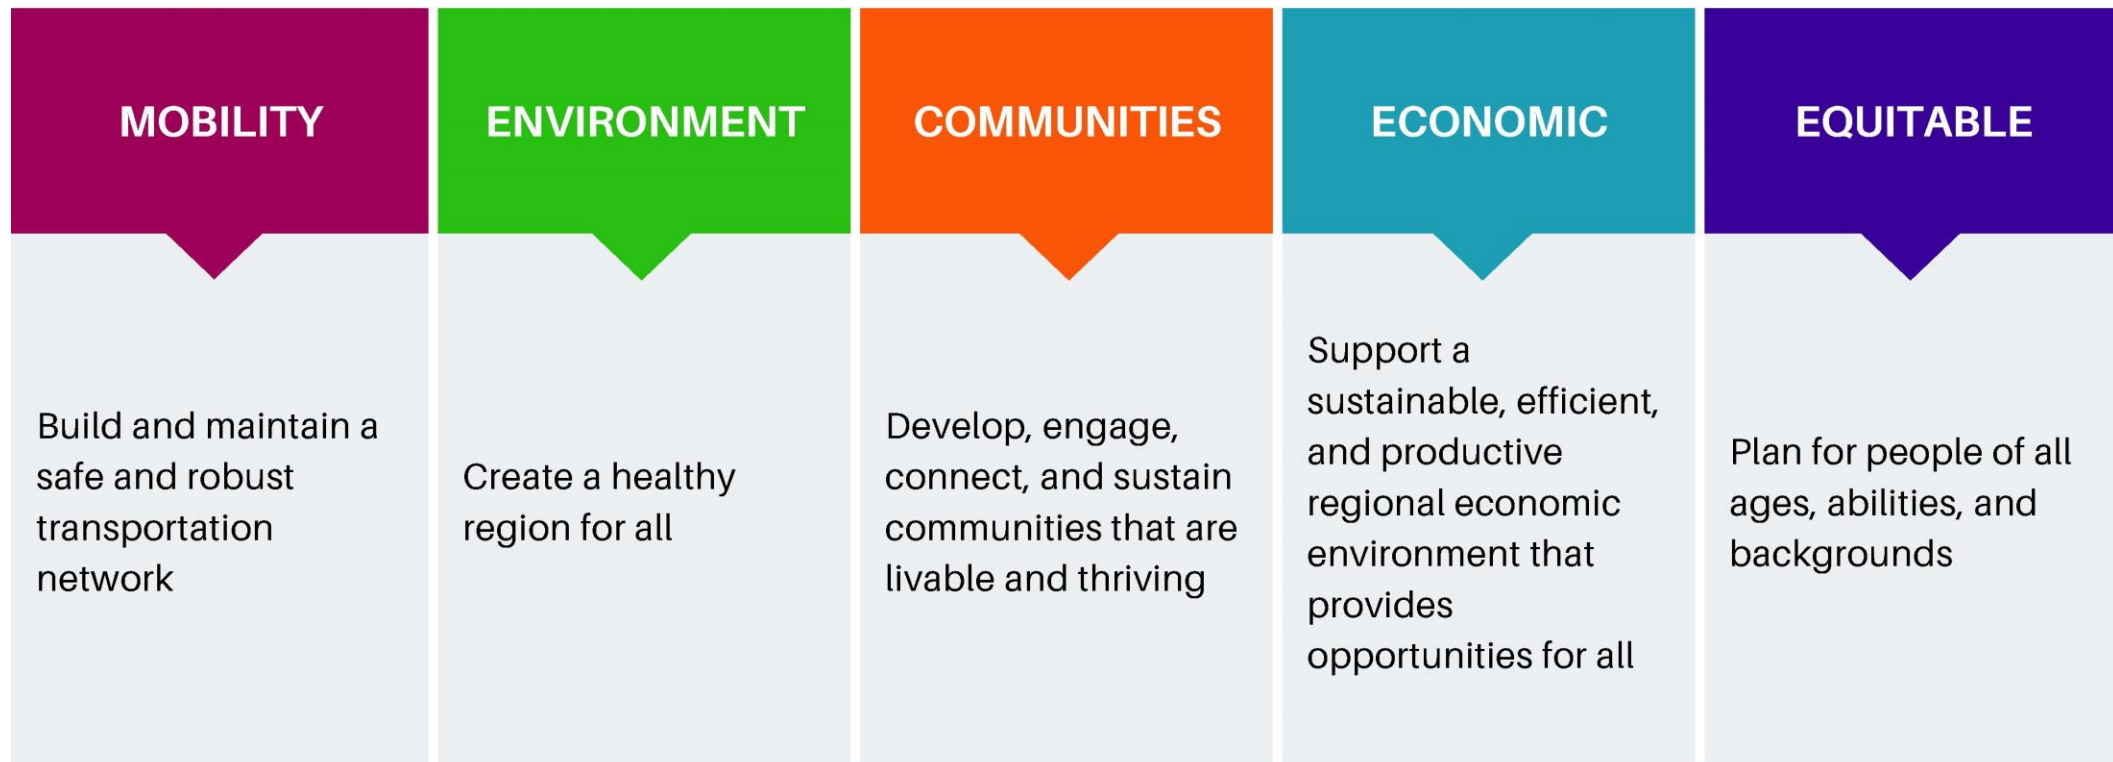 MOBILITY
Build and maintain a
safe and robust
transportation
network
ENVIRONMENT
Create a healthy
region for all
COMMUNITIES
Develop, engage,
connect, and sustain
communities that are
livable and thriving
ECONOMIC
Support a
sustainable, efficient,
and productive
regional economic
environment that
provides
opportunities for all
EQUITABLE
Plan for people of all
ages, abilities, and
backgrounds